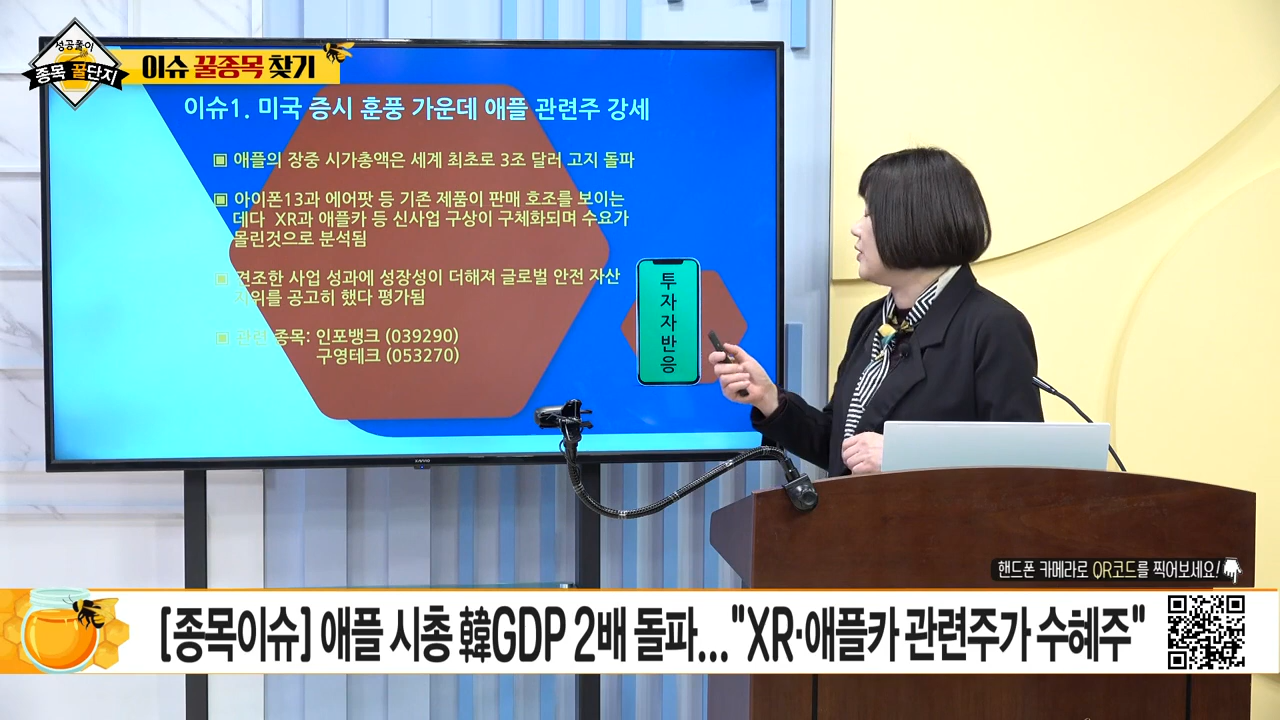 성공풀이
종목 꿀단지
이슈 꿀종목 찾기
이슈1. 미국 증시 훈풍 가운데 애플 관련주 강세
▣ 애플의 장중 시가총액은 세계 최초로 3조 달러 고지 돌파
▣ 아이폰13과 에어팟 등 기존 제품이 판매 호조를 보이는
데다 XR과 애플카 등 신사업 구상이 구체화되며 수요가
몰린것으로 분석됨
▣ 견조한 사업 성과에 성장성이 더해져 글로벌 안전 자산
지위를 공고히 했다 평가됨
▣ 관련 종목: 인포뱅크 (039290)
구영테크 (053270)
투자자반응
핸드폰 카메라로 QR코드를 찍어보세요!
[종목이슈] 애플 시총 韓GDP 2배 돌파..."XR·애플카 관련주가 수혜주"